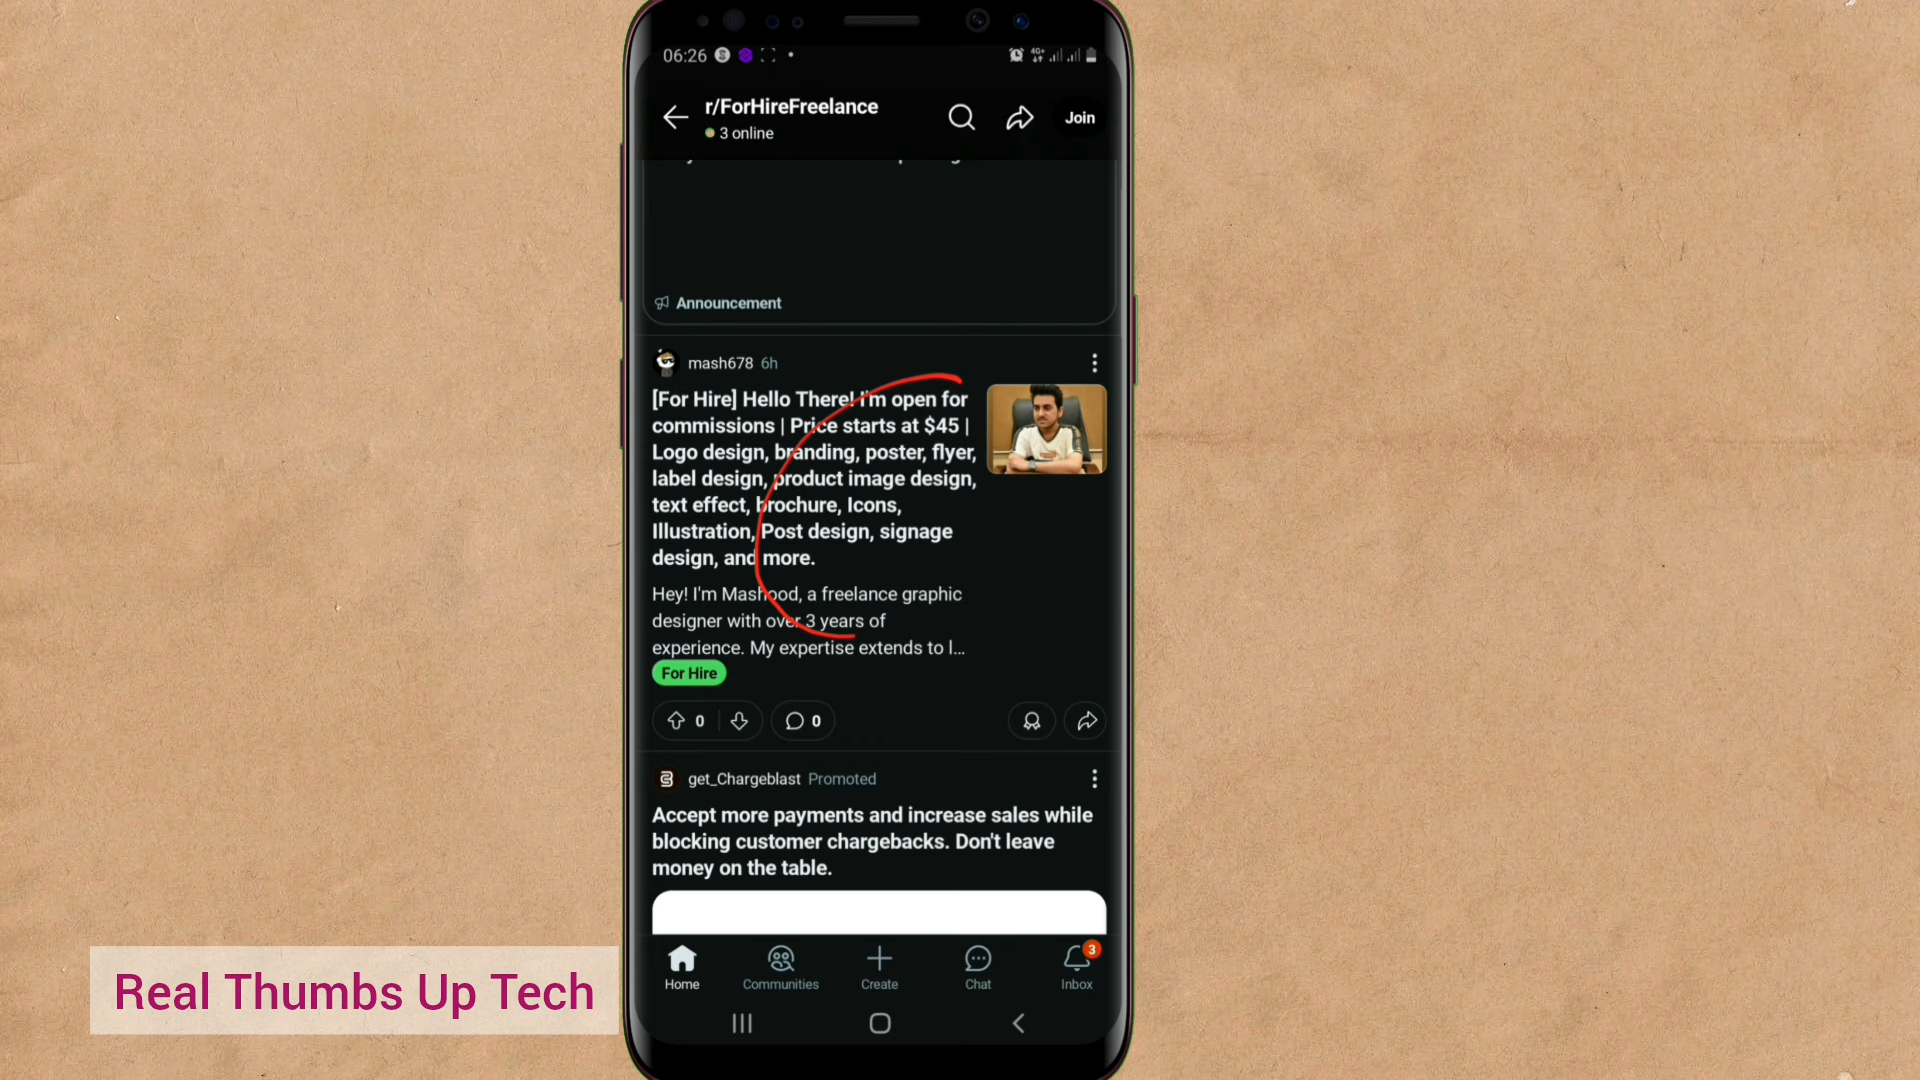 06:26
4G+
r/ForHireFreelance
3 online
Join
Announcement
mash678 6h
[For Hire] Hello There! I'm open for
commissions | Price starts at $45 |
Logo design, branding, poster, flyer,
label design, product image design,
text effect, brochure, Icons,
Illustration, Post design, signage
design, and more.
Hey! I'm Mashood, a freelance graphic
designer with over 3 years of
experience. My expertise extends to l...
For Hire
0
0
get_Chargeblast Promoted
Accept more payments and increase sales while
blocking customer chargebacks. Don't leave
money on the table.
3
Home
Communities
Create
Chat
Inbox
Real Thumbs Up Tech